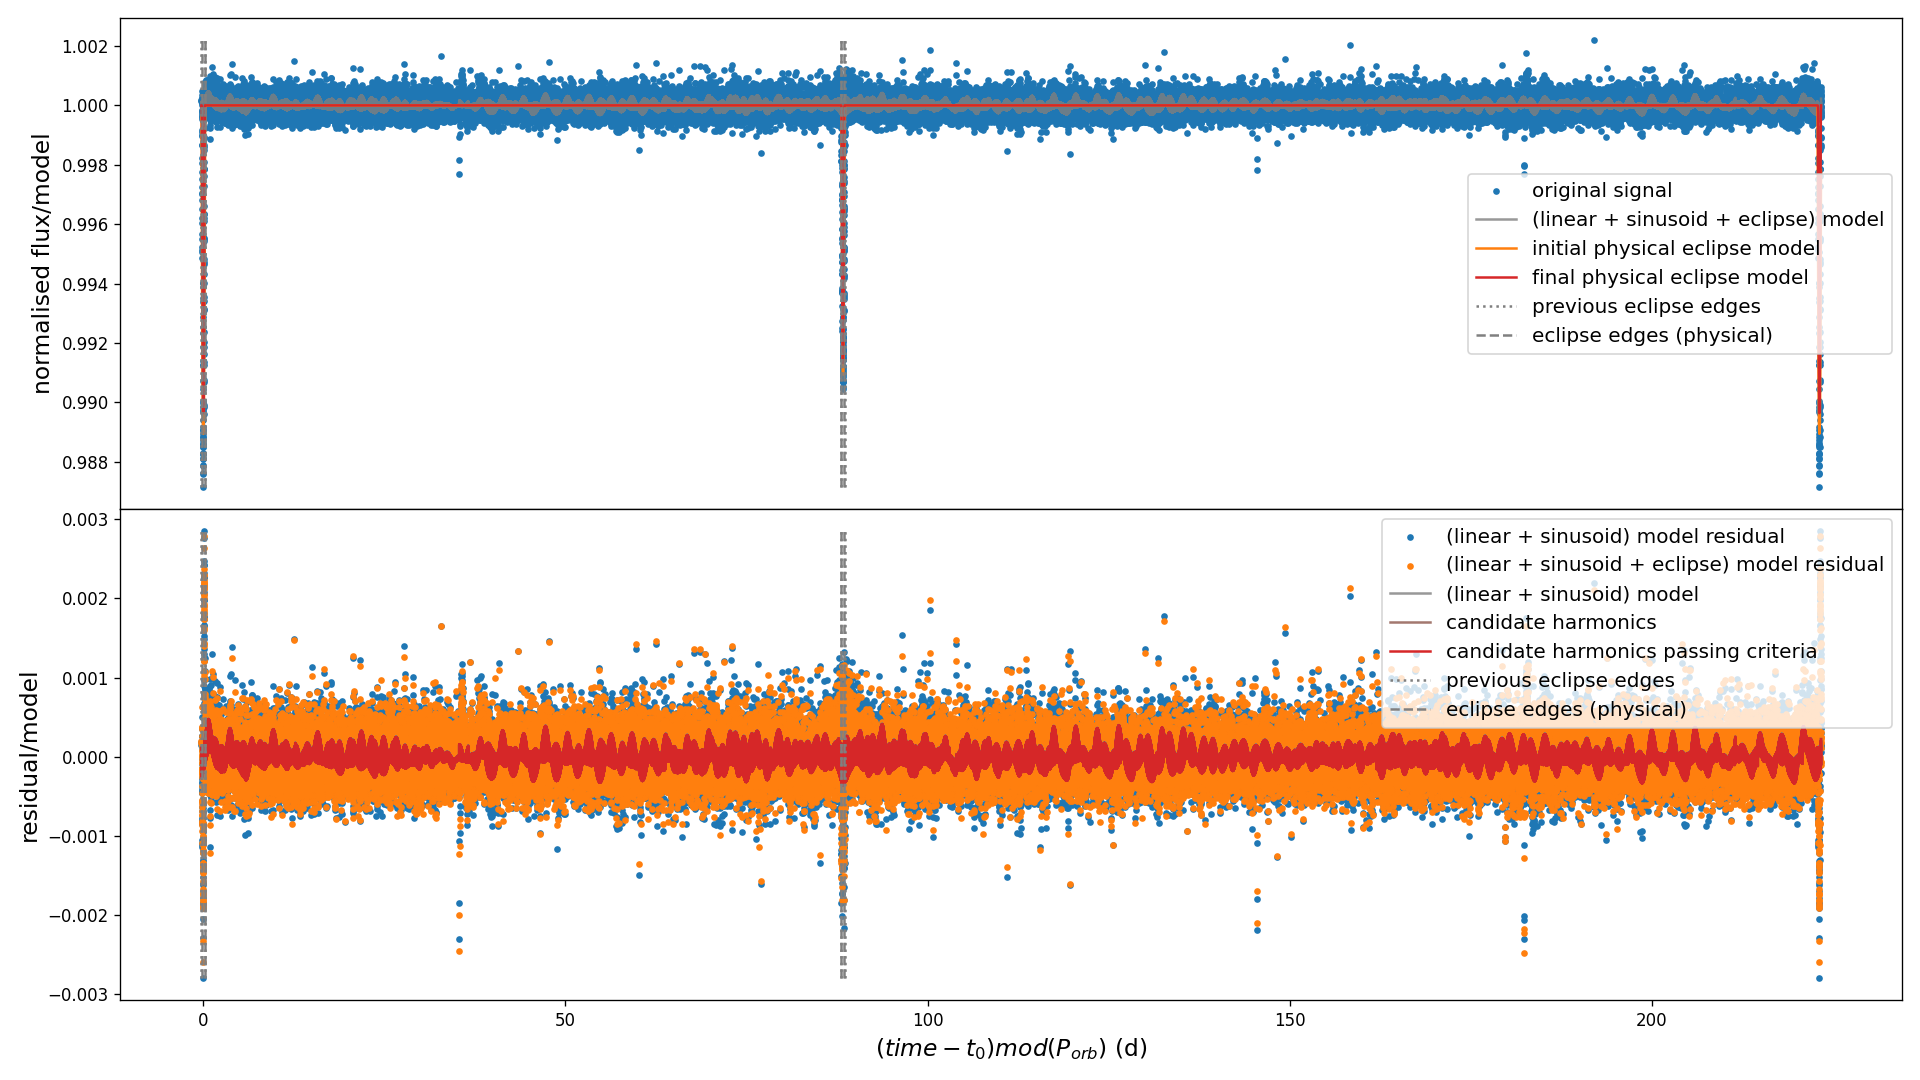 normalised flux/model
1.002
1.000
0.998
0.996
0.994
0.992
0.990
0.988
original signal
(linear + sinusoid + eclipse) model
initial physical eclipse model
final physical eclipse model
previous eclipse edges
eclipse edges (physical)
residual/model
0.003
0.002
0.001
0.000
−0.001
−0.002
−0.003
(linear + sinusoid) model residual
(linear + sinusoid + eclipse) model residual
(linear + sinusoid) model
candidate harmonics
candidate harmonics passing criteria
previous eclipse edges
eclipse edges (physical)
0 50 100 150 200
(time − t₀)mod(P_orb) (d)